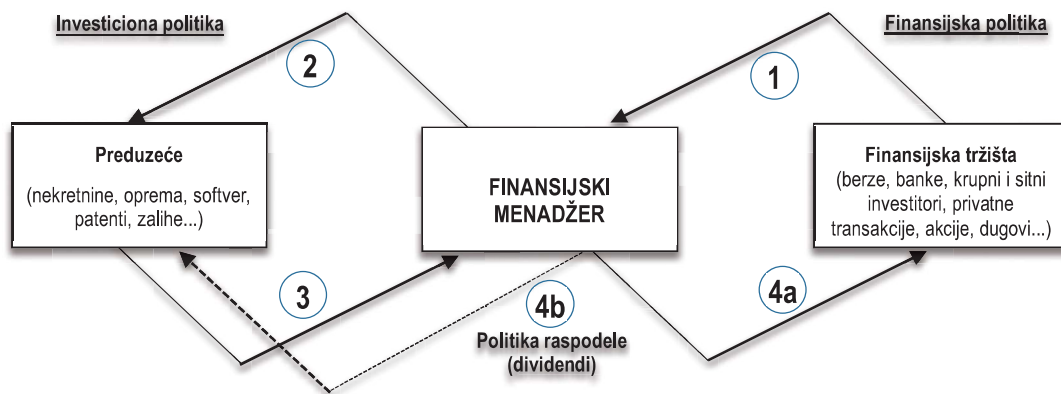 Investiciona politika
Finansijska politika
2
1
Preduzeće
(nekretnine, oprema, softver,
patenti, zalihe...)
FINANSIJSKI
MENADŽER
Finansijska tržišta
(berze, banke, krupni i sitni
investitori, privatne
transakcije, akcije, dugovi...)
3
4b
4a
Politika raspodele
(dividendi)